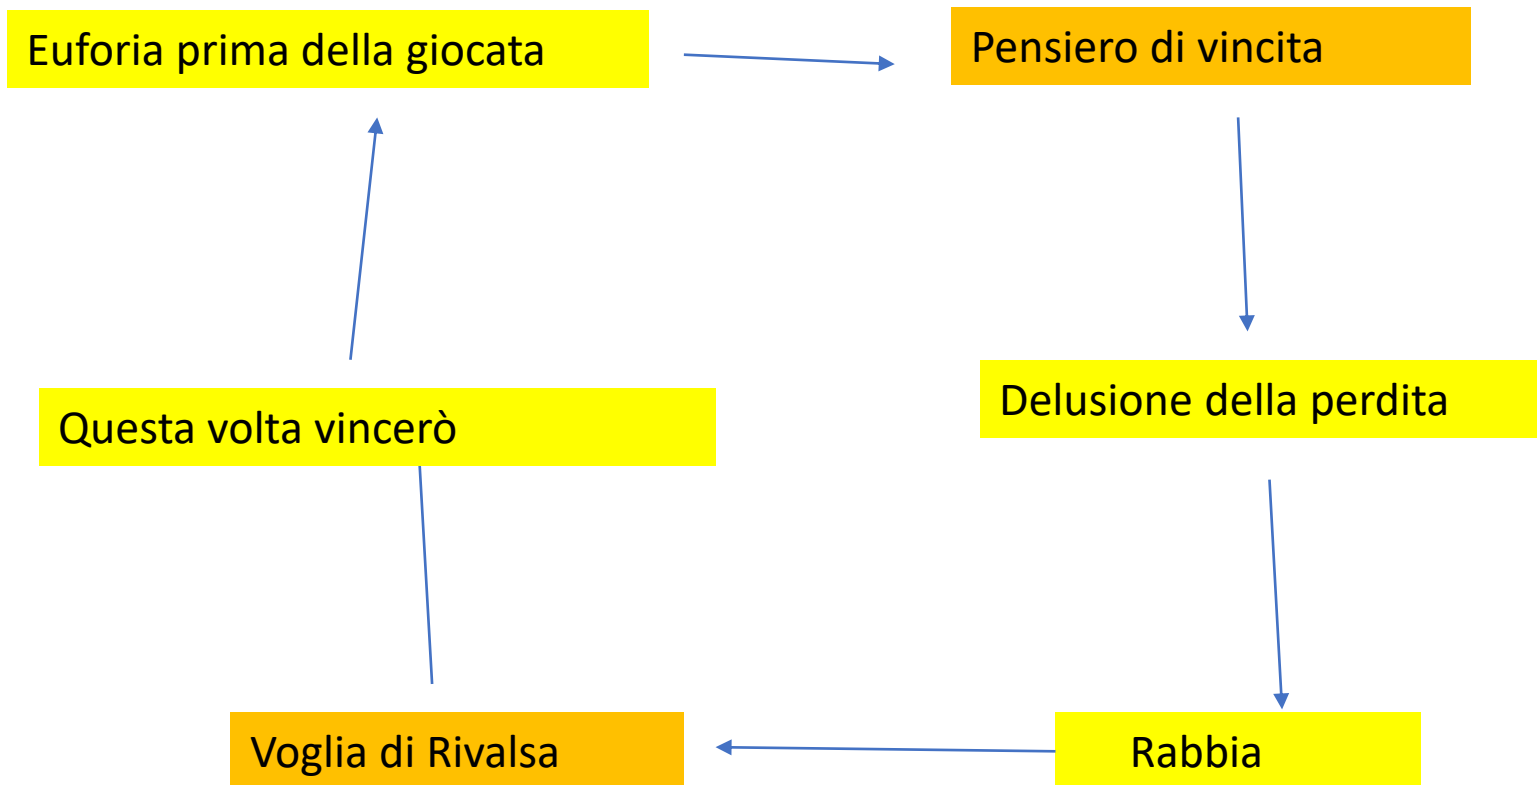 Euforia prima della giocata
Pensiero di vincita
Delusione della perdita
Questa volta vincerò
Voglia di Rivalsa
Rabbia